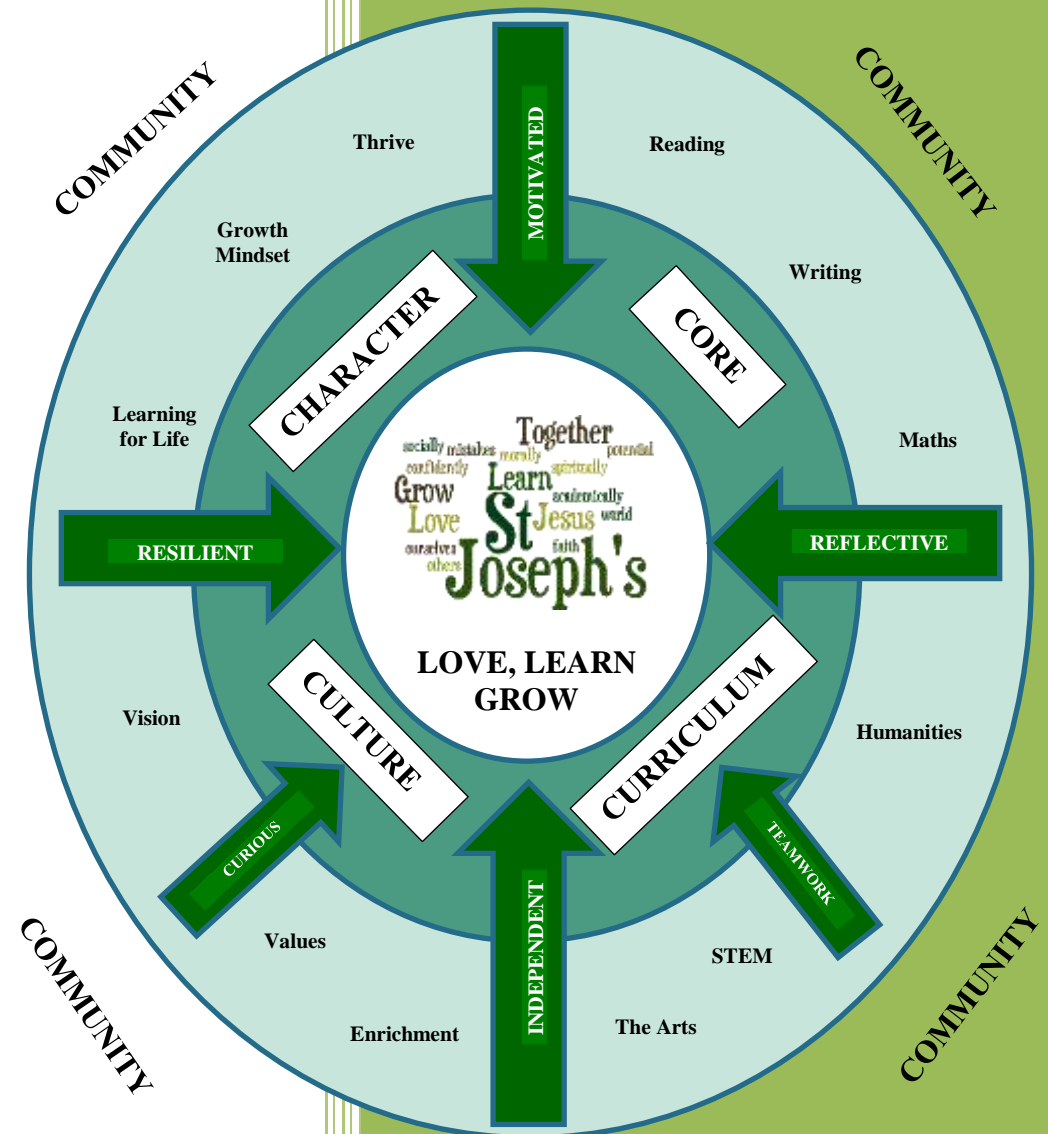 COMMUNITY
COMMUNITY
MOTIVATED
Thrive
Reading
Growth
Mindset
Writing
CHARACTER
CORE
Learning
for Life
Maths
Together
socially mistakes morally potential
confidently spiritually
Learn
Grow academically
Love St Jesus world
ourselves faith
others Joseph's
RESILIENT
REFLECTIVE
LOVE, LEARN
GROW
CULTURE
CURRICULUM
Vision
Humanities
CURIOUS
TEAMWORK
INDEPENDENT
Values
STEM
Enrichment
The Arts
COMMUNITY
COMMUNITY